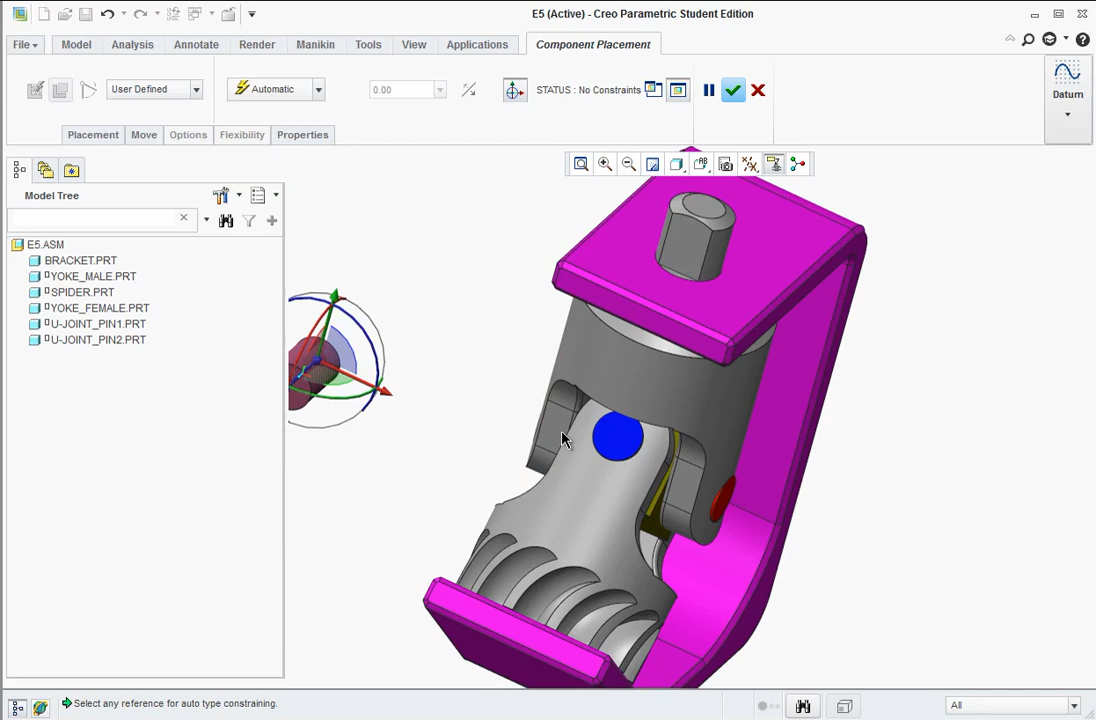 E5 (Active) - Creo Parametric Student Edition
File Model Analysis Annotate Render Manikin Tools View Applications Component Placement
User Defined Automatic 0.00 STATUS : No Constraints
Datum
Placement Move Options Flexibility Properties
Model Tree
E5.ASM
BRACKET.PRT
YOKE_MALE.PRT
SPIDER.PRT
YOKE_FEMALE.PRT
U-JOINT_PIN1.PRT
U-JOINT_PIN2.PRT
Select any reference for auto type constraining.
All